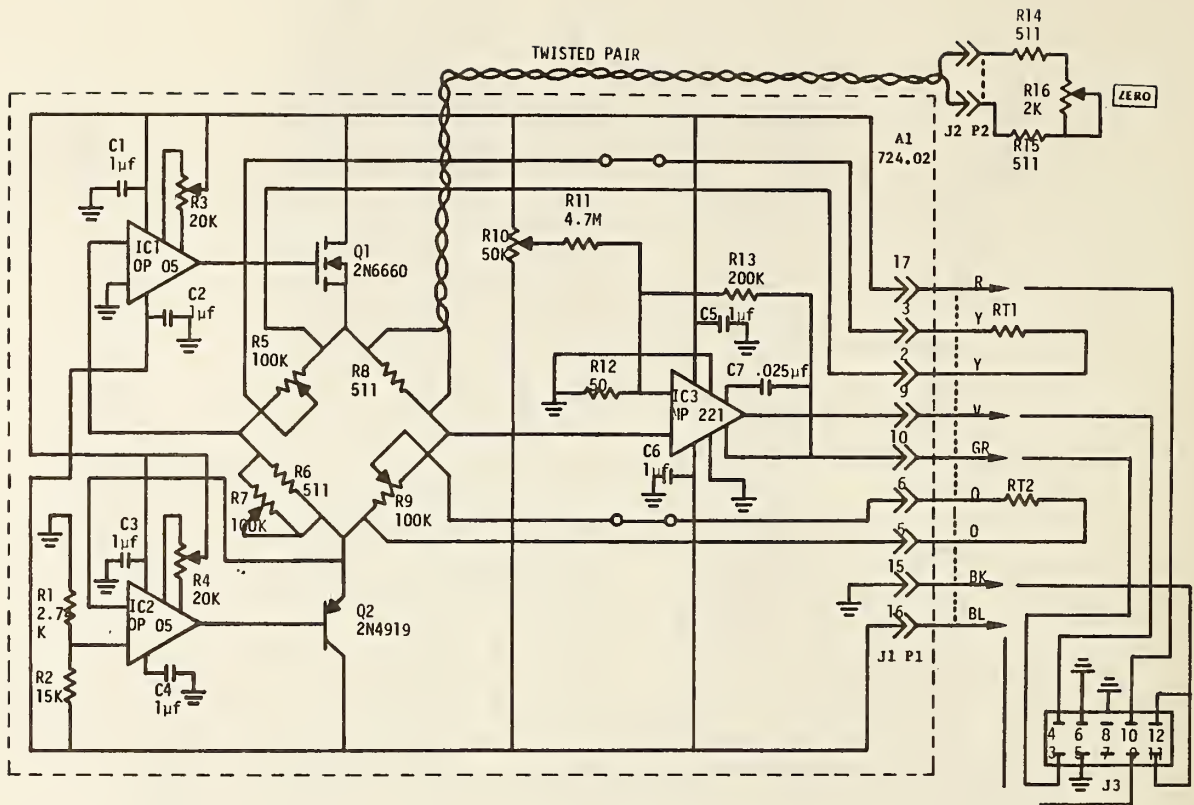 TWISTED PAIR
R14
511
R16
2K
ZERO
J2 P2
R15
511
A1
724.02
C1
1µf
R3
20K
IC1
OP 05
C2
1µf
Q1
2N6660
R5
100K
R8
511
R10
50K
R11
4.7M
R13
200K
C5 1µf
R12
50
C7 .025µf
IC3
C6
1µf
R6
511
R7
100K
R9
100K
C3
1µf
R4
20K
R1
2.74
K
IC2
OP 05
R2
15K
C4
1µf
Q2
2N4919
17 R
3 Y RT1
2 Y
9 V
10 GR
6 O RT2
5 O
15 BK
16 BL
J1 P1
4 6 8 10 12
3 5 7 9 11
J3